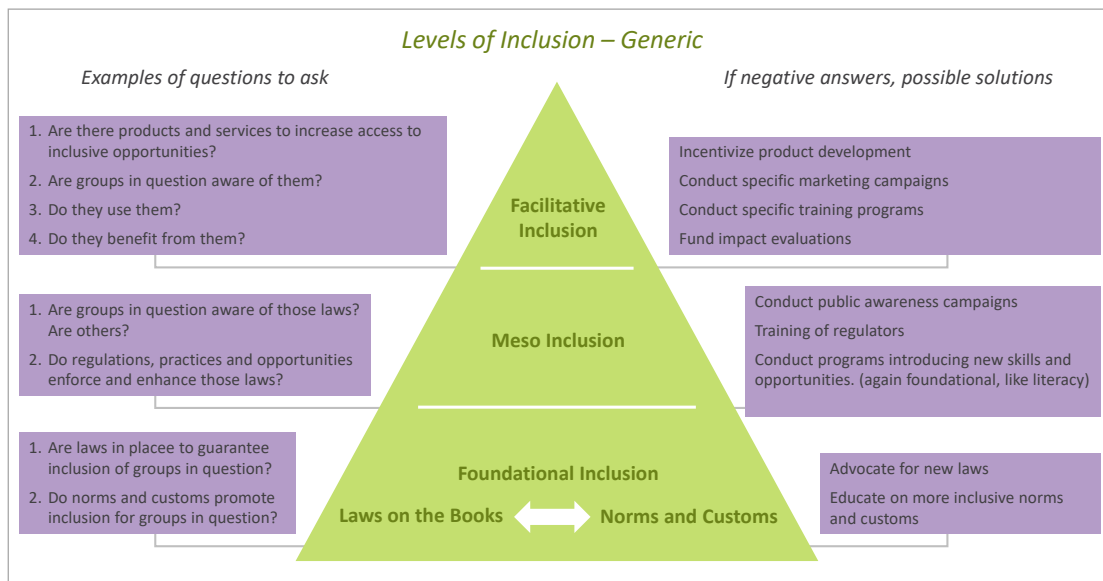 Levels of Inclusion – Generic
Examples of questions to ask
If negative answers, possible solutions
1. Are there products and services to increase access to
inclusive opportunities?
2. Are groups in question aware of them?
3. Do they use them?
4. Do they benefit from them?
Facilitative
Inclusion
Incentivize product development
Conduct specific marketing campaigns
Conduct specific training programs
Fund impact evaluations
1. Are groups in question aware of those laws?
Are others?
2. Do regulations, practices and opportunities
enforce and enhance those laws?
Meso Inclusion
Conduct public awareness campaigns
Training of regulators
Conduct programs introducing new skills and
opportunities. (again foundational, like literacy)
1. Are laws in placee to guarantee
inclusion of groups in question?
2. Do norms and customs promote
inclusion for groups in question?
Foundational Inclusion
Laws on the Books
Norms and Customs
Advocate for new laws
Educate on more inclusive norms
and customs